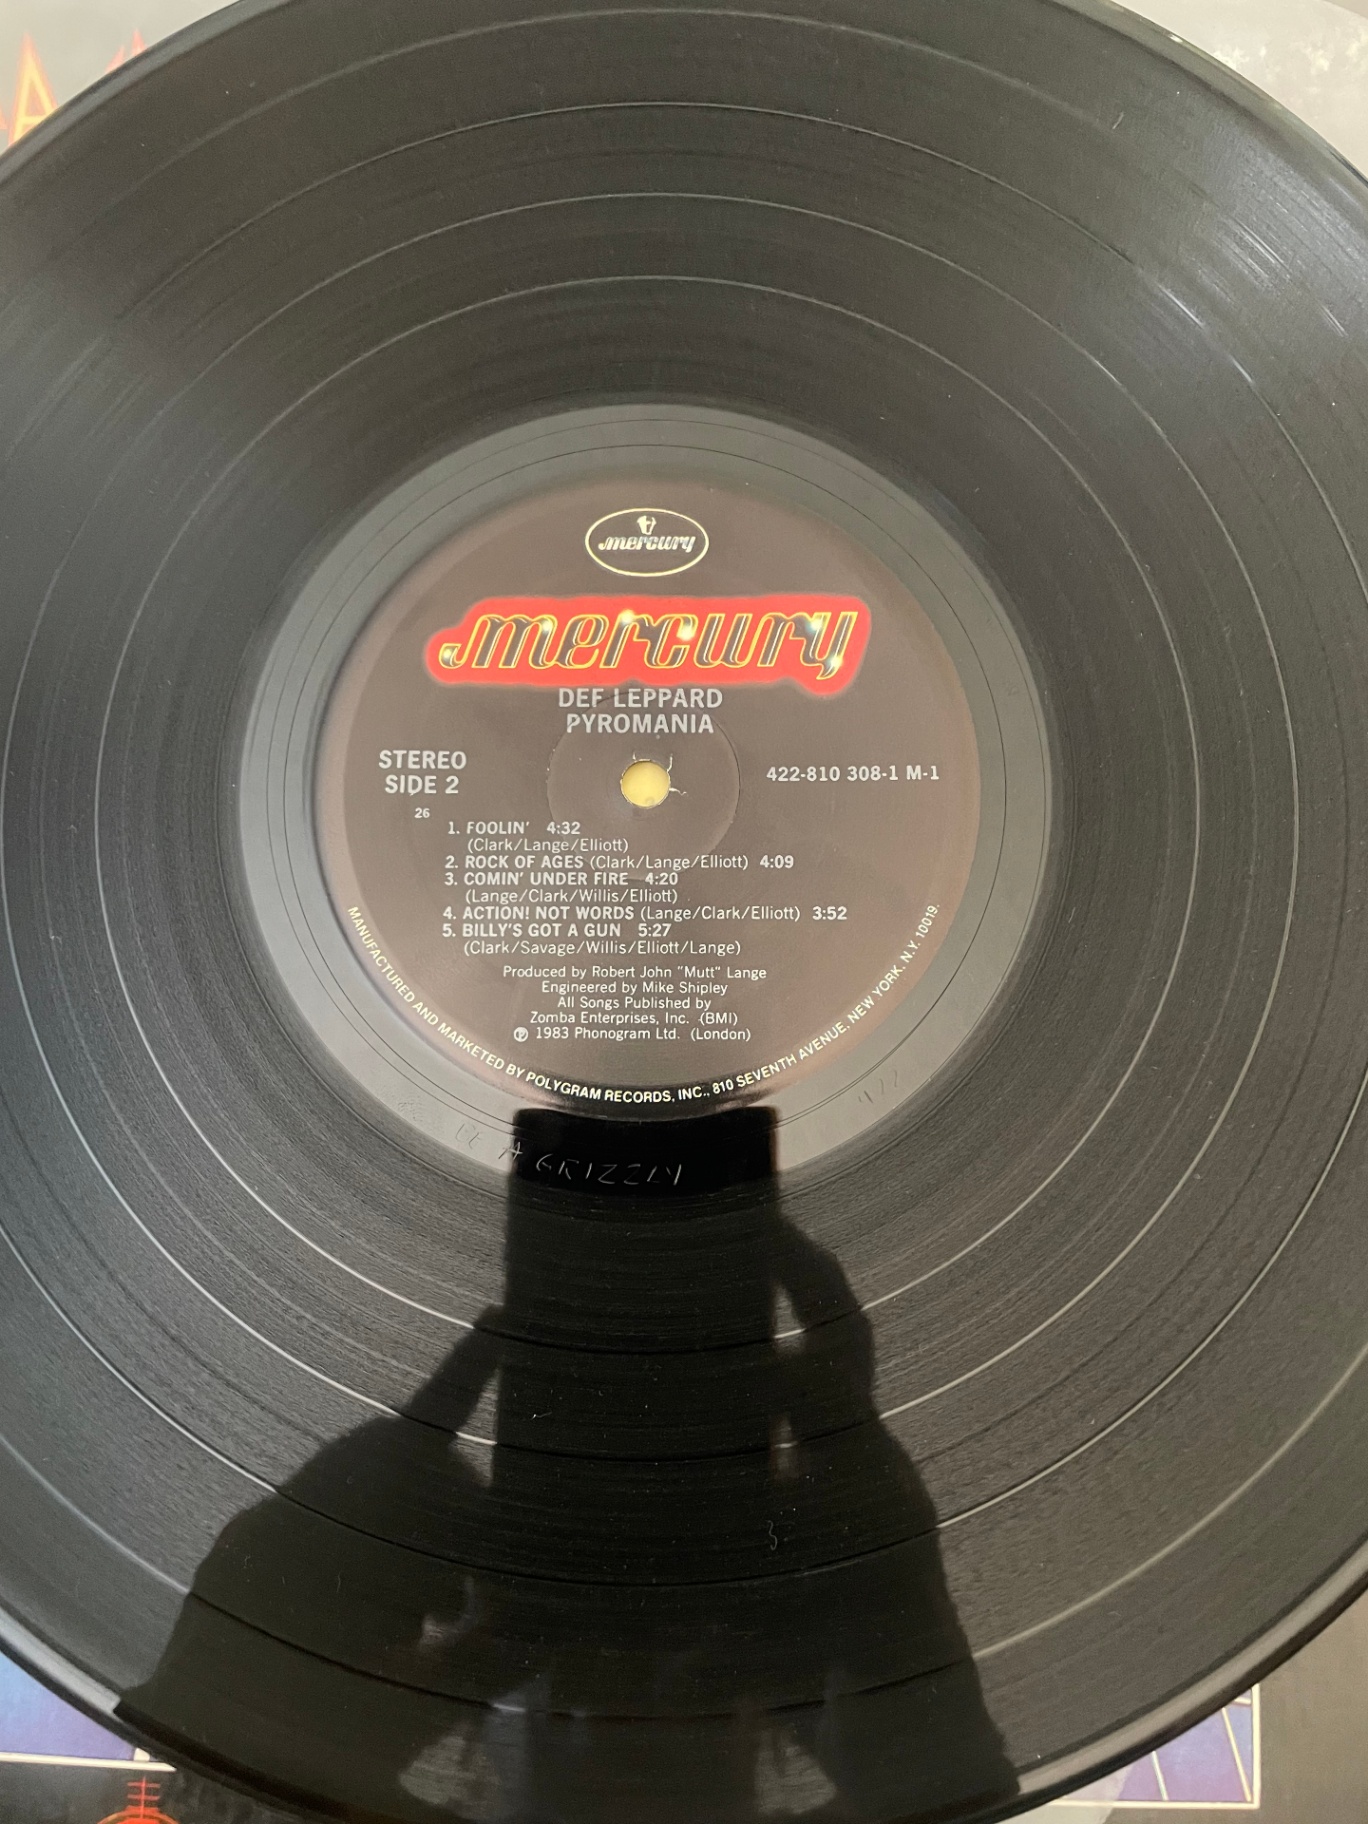 mercury
mercury
DEF LEPPARD
PYROMANIA
STEREO
SIDE 2
422-810 308-1 M-1
26
1. FOOLIN' 4:32
(Clark/Lange/Elliott)
2. ROCK OF AGES (Clark/Lange/Elliott) 4:09
3. COMIN' UNDER FIRE 4:20
(Lange/Clark/Willis/Elliott)
4. ACTION! NOT WORDS (Lange/Clark/Elliott) 3:52
5. BILLY'S GOT A GUN 5:27
(Clark/Savage/Willis/Elliott/Lange)
Produced by Robert John "Mutt" Lange
Engineered by Mike Shipley
All Songs Published by
Zomba Enterprises, Inc. (BMI)
℗ 1983 Phonogram Ltd. (London)
MANUFACTURED AND MARKETED BY POLYGRAM RECORDS, INC., 810 SEVENTH AVENUE, NEW YORK, N.Y. 10019.
A GRIZZLY